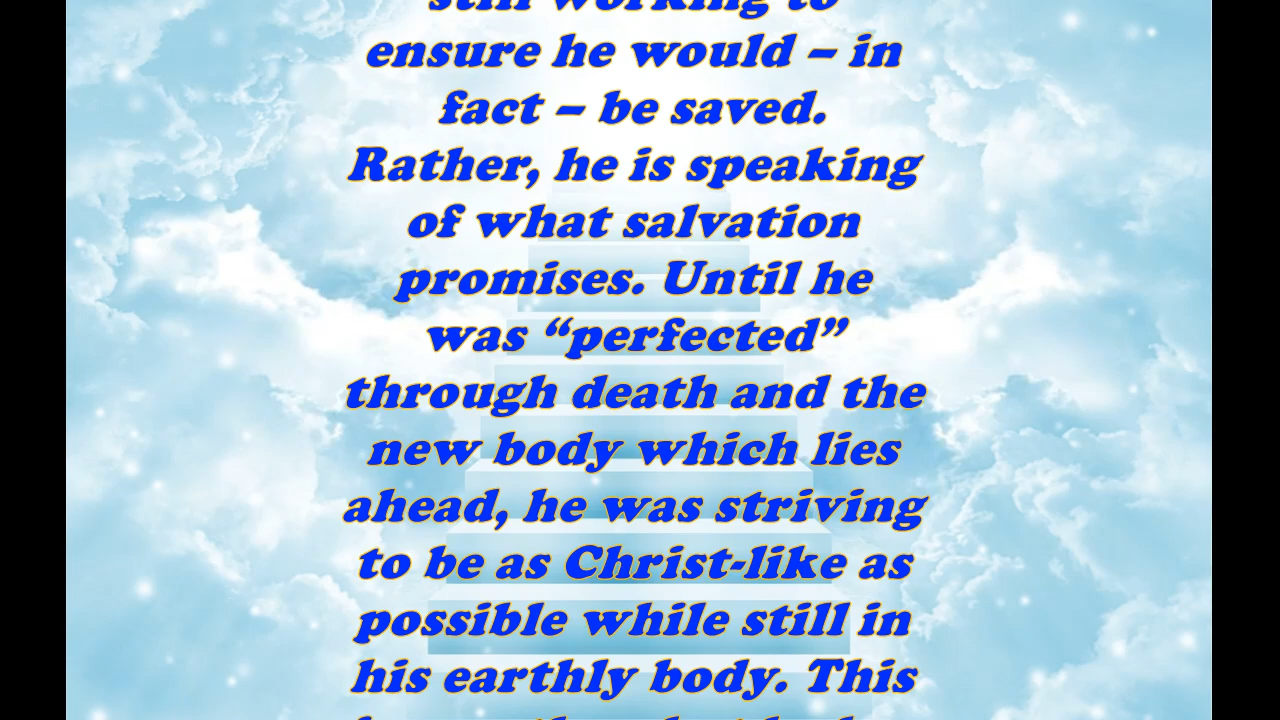 still working to
ensure he would – in
fact – be saved.
Rather, he is speaking
of what salvation
promises. Until he
was “perfected”
through death and the
new body which lies
ahead, he was striving
to be as Christ-like as
possible while still in
his earthly body. This